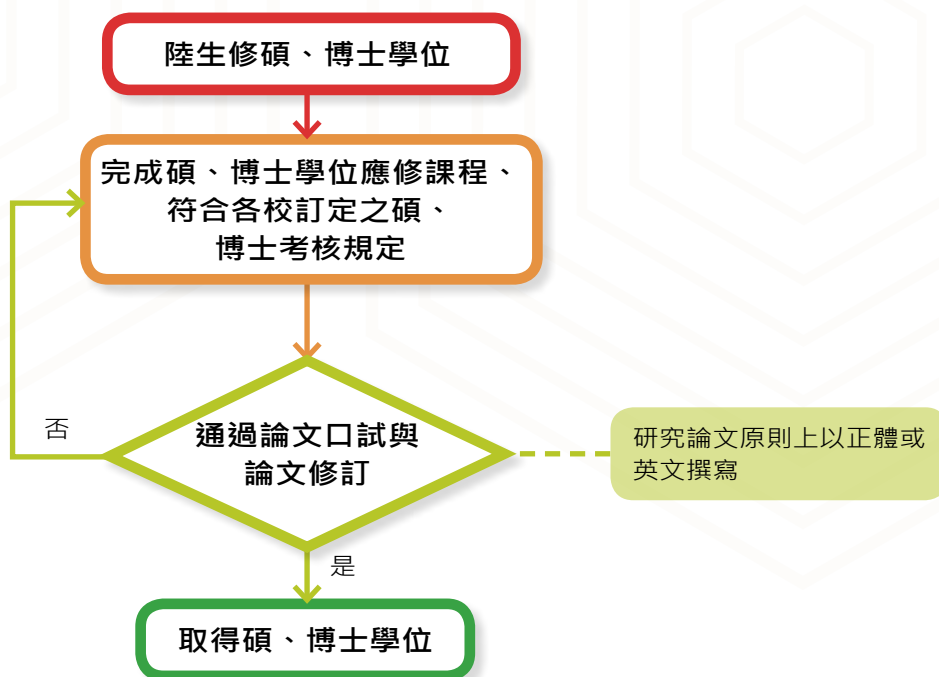 陸生修碩、博士學位
完成碩、博士學位應修課程、
符合各校訂定之碩、
博士考核規定
否
通過論文口試與
論文修訂
研究論文原則上以正體或
英文撰寫
是
取得碩、博士學位